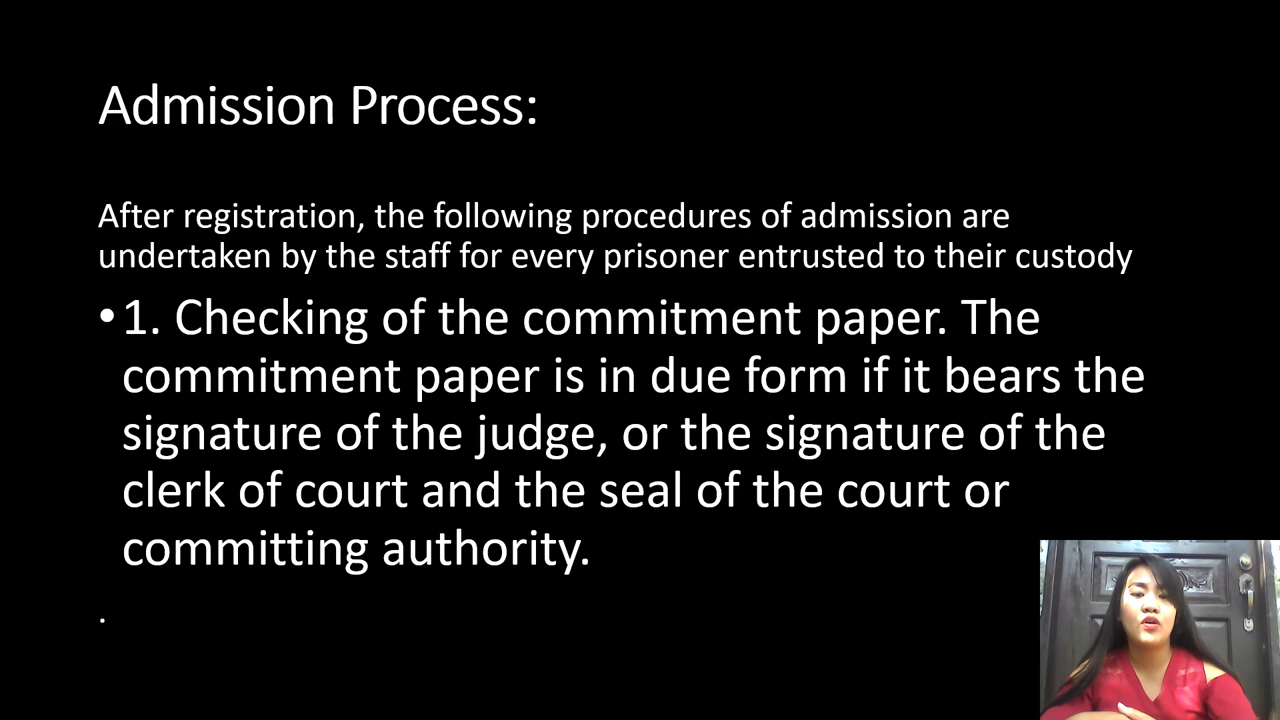 Admission Process:
After registration, the following procedures of admission are
undertaken by the staff for every prisoner entrusted to their custody
•1. Checking of the commitment paper. The
commitment paper is in due form if it bears the
signature of the judge, or the signature of the
clerk of court and the seal of the court or
committing authority.
.